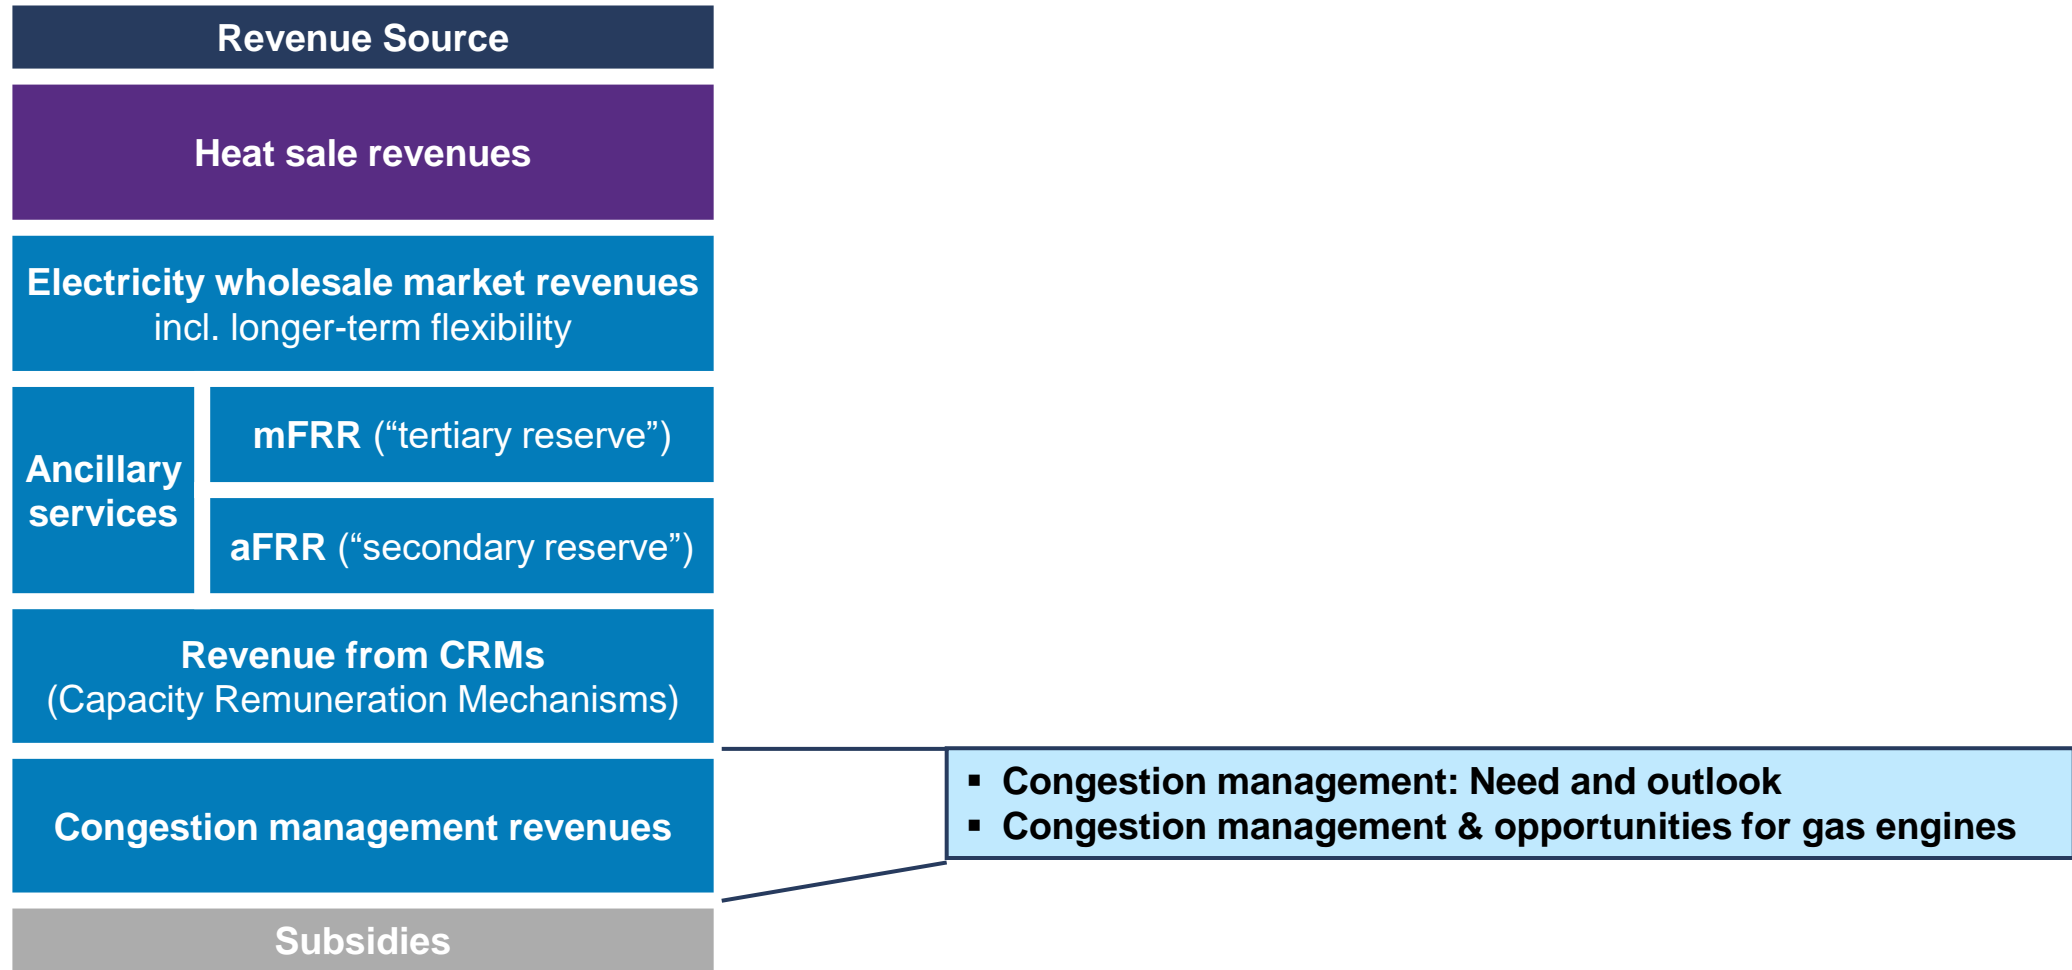 Revenue Source
Heat sale revenues
Electricity wholesale market revenues
incl. longer-term flexibility
Ancillary
services
mFRR (“tertiary reserve”)
aFRR (“secondary reserve”)
Revenue from CRMs
(Capacity Remuneration Mechanisms)
Congestion management revenues
▪ Congestion management: Need and outlook
▪ Congestion management & opportunities for gas engines
Subsidies